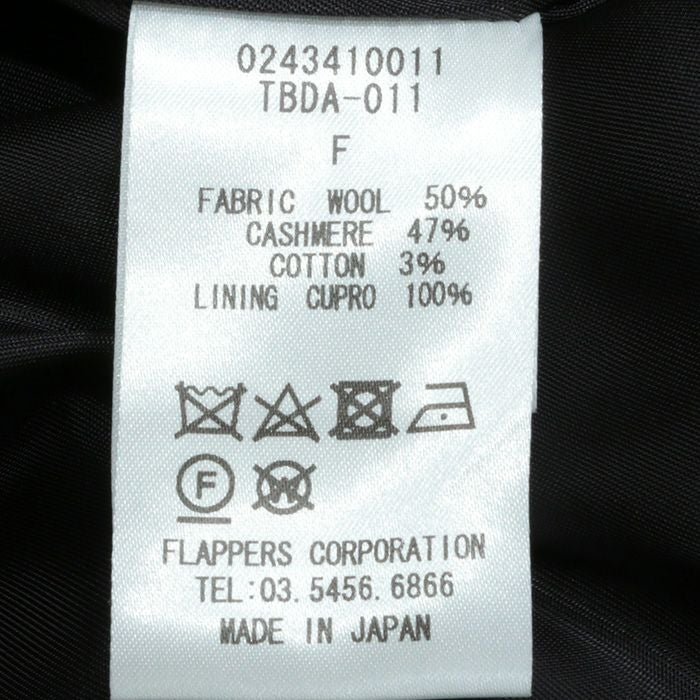 0243410011
TBDA-011
F
FABRIC WOOL 50%
CASHMERE 47%
COTTON 3%
LINING CUPRO 100%
F W
FLAPPERS CORPORATION
TEL:03.5456.6866
MADE IN JAPAN